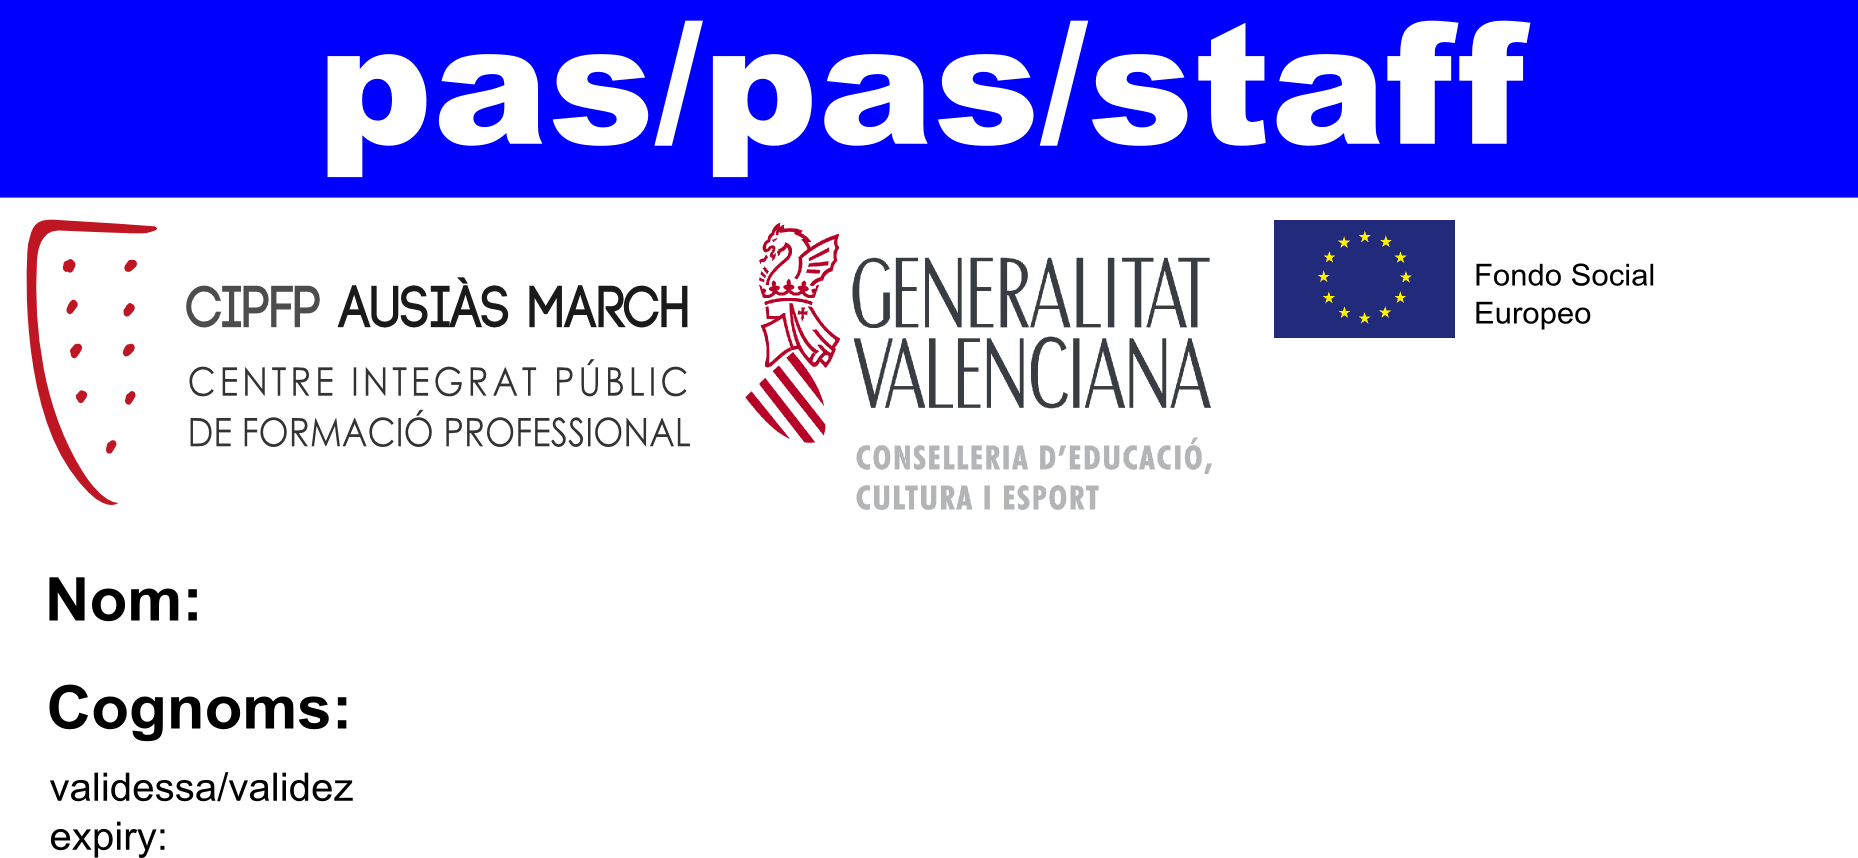 pas/pas/staff
CIPFP AUSIÀS MARCH
CENTRE INTEGRAT PÚBLIC
DE FORMACIÓ PROFESSIONAL
GENERALITAT
VALENCIANA
CONSELLERIA D'EDUCACIÓ,
CULTURA I ESPORT
Fondo Social
Europeo
Nom:
Cognoms:
validessa/validez
expiry: